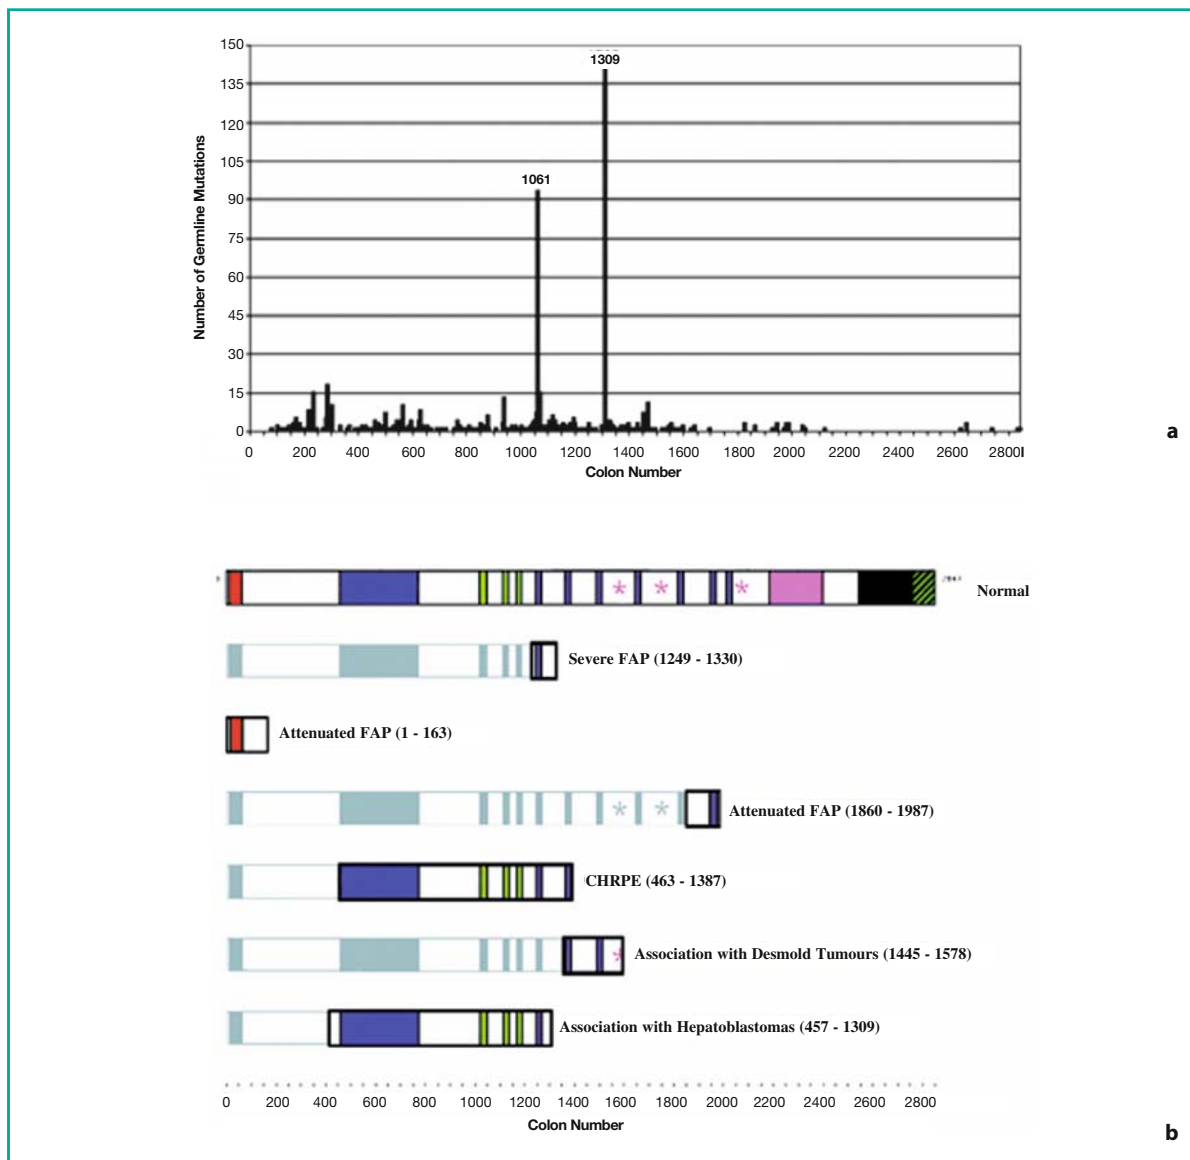 150
135
120
105
90
75
60
45
30
15
0
Number of Germline Mutations
1309
1061
0 200 400 600 800 1000 1200 1400 1600 1800 2000 2200 2400 2600 2800
Colon Number
a
Normal
Severe FAP (1249 - 1330)
Attenuated FAP (1 - 163)
Attenuated FAP (1860 - 1987)
CHRPE (463 - 1387)
Association with Desmold Tumours (1445 - 1578)
Association with Hepatoblastomas (457 - 1309)
0 200 400 600 800 1000 1200 1400 1600 1800 2000 2200 2400 2600 2800
Colon Number
b